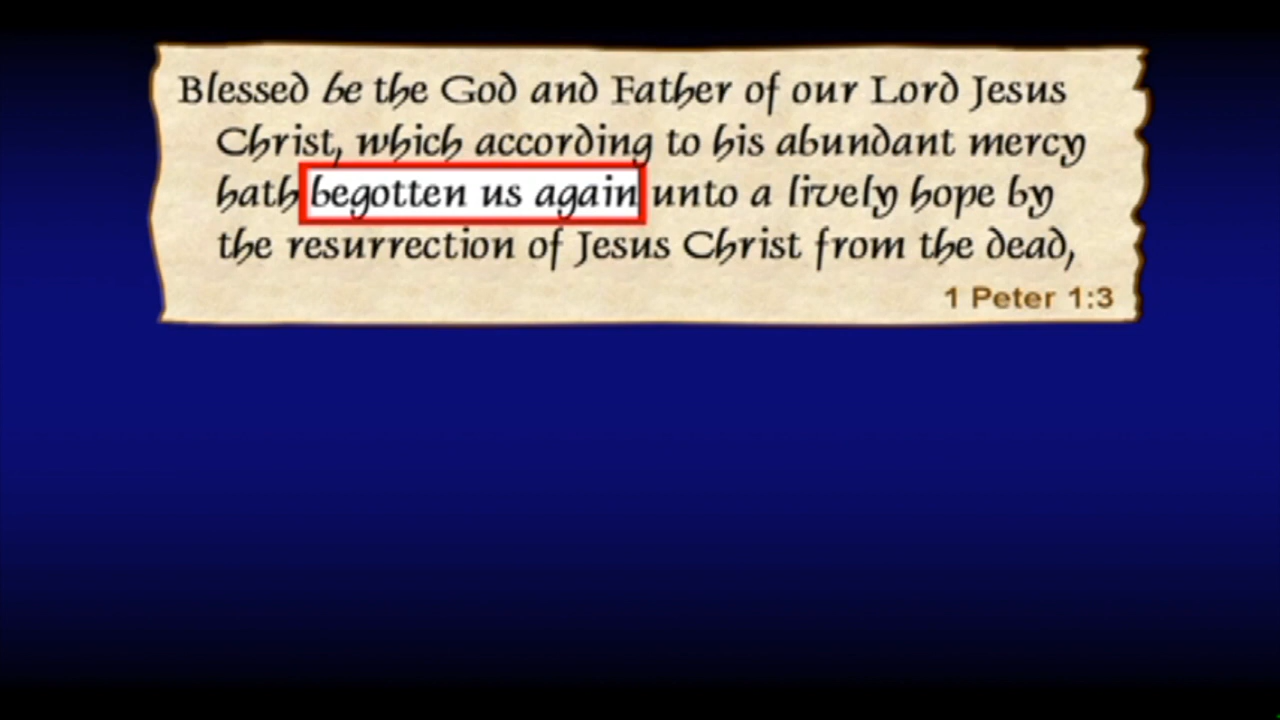 Blessed be the God and Father of our Lord Jesus
Christ, which according to his abundant mercy
hath begotten us again unto a lively hope by
the resurrection of Jesus Christ from the dead,
1 Peter 1:3